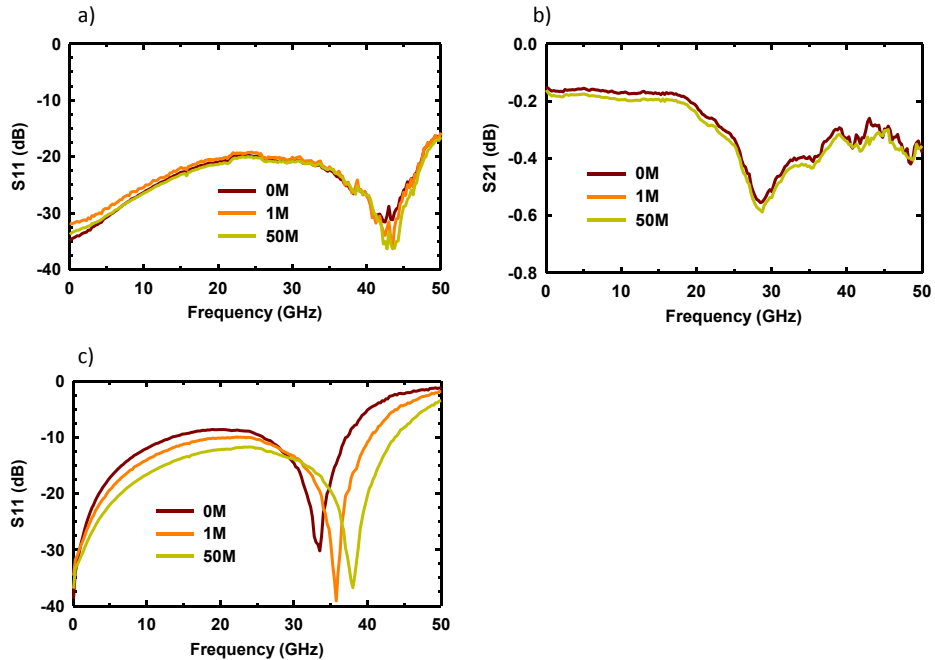 a)
0
-10
-20
-30
-40
S11 (dB)
0M
1M
50M
0 10 20 30 40 50
Frequency (GHz)
b)
0.0
-0.2
-0.4
-0.6
-0.8
S21 (dB)
0M
1M
50M
0 10 20 30 40 50
Frequency (GHz)
c)
0
-10
-20
-30
-40
S11 (dB)
0M
1M
50M
0 10 20 30 40 50
Frequency (GHz)